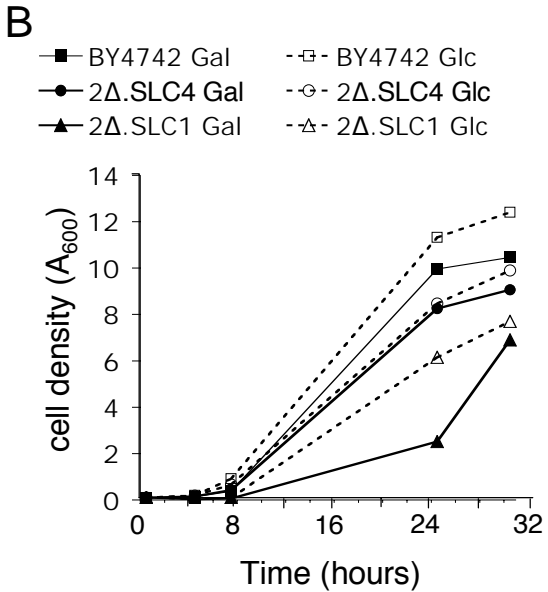 B
BY4742 Gal BY4742 Glc
2Δ.SLC4 Gal 2Δ.SLC4 Glc
2Δ.SLC1 Gal 2Δ.SLC1 Glc
14
12
10
8
6
4
2
0
cell density (A600)
0 8 16 24 32
Time (hours)